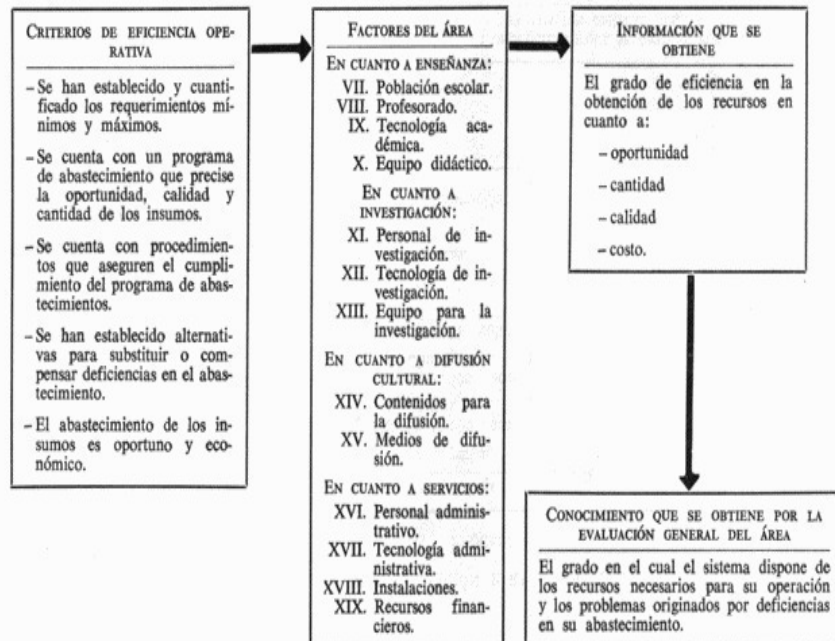 CRITERIOS DE EFICIENCIA OPE-
RATIVA
– Se han establecido y cuanti-
ficado los requerimientos mí-
nimos y máximos.
– Se cuenta con un programa
de abastecimiento que precise
la oportunidad, calidad y
cantidad de los insumos.
– Se cuenta con procedimien-
tos que aseguren el cumpli-
miento del programa de abas-
tecimientos.
– Se han establecido alternati-
vas para substituir o com-
pensar deficiencias en el abas-
tecimiento.
– El abastecimiento de los in-
sumos es oportuno y eco-
nómico.
FACTORES DEL ÁREA
EN CUANTO A ENSEÑANZA:
VII. Población escolar.
VIII. Profesorado.
IX. Tecnología aca-
démica.
X. Equipo didáctico.
EN CUANTO A
INVESTIGACIÓN:
XI. Personal de in-
vestigación.
XII. Tecnología de in-
vestigación.
XIII. Equipo para la
investigación.
EN CUANTO A DIFUSIÓN
CULTURAL:
XIV. Contenidos para
la difusión.
XV. Medios de difu-
sión.
EN CUANTO A SERVICIOS:
XVI. Personal adminis-
trativo.
XVII. Tecnología admi-
nistrativa.
XVIII. Instalaciones.
XIX. Recursos finan-
cieros.
INFORMACIÓN QUE SE
OBTIENE
El grado de eficiencia en la
obtención de los recursos en
cuanto a:
– oportunidad
– cantidad
– calidad
– costo.
CONOCIMIENTO QUE SE OBTIENE POR LA
EVALUACIÓN GENERAL DEL ÁREA
El grado en el cual el sistema dispone de
los recursos necesarios para su operación
y los problemas originados por deficiencias
en su abastecimiento.